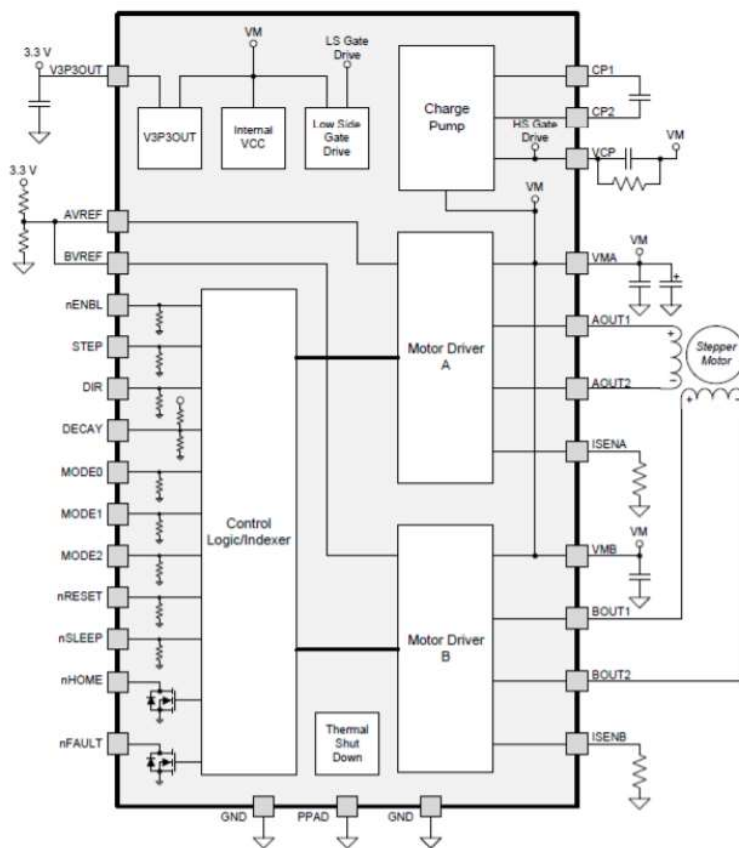 3.3 V
V3P3OUT
VM
LS Gate
Drive
V3P3OUT
Internal
VCC
Low Side
Gate
Drive
Charge
Pump
CP1
CP2
HS Gate
Drive
VCP
VM
VM
3.3 V
AVREF
BVREF
VMA
VM
+
nENBL
STEP
DIR
DECAY
MODE0
MODE1
MODE2
nRESET
nSLEEP
nHOME
nFAULT
Control
Logic/Indexer
Motor Driver
A
AOUT1
AOUT2
+
-
Stepper
Motor
+
-
ISENA
VMB
VM
Motor Driver
B
BOUT1
BOUT2
ISENB
Thermal
Shut
Down
GND
PPAD
GND